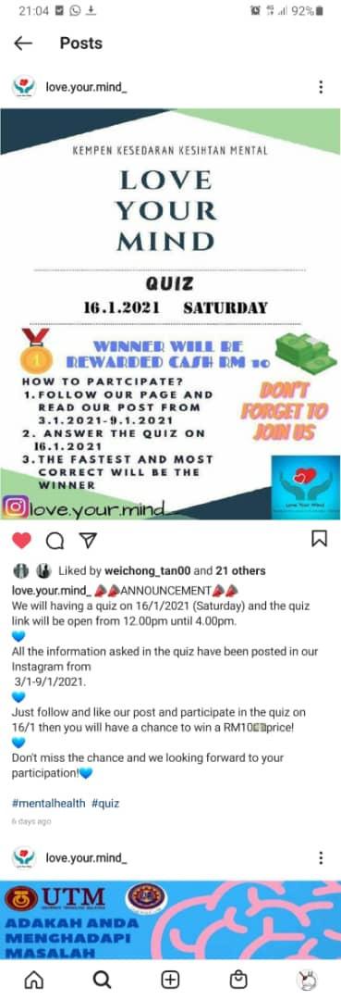 21:04 92%
Posts
love.your.mind_
KEMPEN KESEDARAN KESIHTAN MENTAL
LOVE
YOUR
MIND
QUIZ
16.1.2021 SATURDAY
WINNER WILL BE
REWARDED CASH RM 10
HOW TO PARTCIPATE?
1. FOLLOW OUR PAGE AND
READ OUR POST FROM
3.1.2021-9.1.2021
2. ANSWER THE QUIZ ON
16.1.2021
3. THE FASTEST AND MOST
CORRECT WILL BE THE
WINNER
DON'T
FORGET TO
JOIN US
Love Your Mind
love.your.mind_
Liked by weichong_tan00 and 21 others
love.your.mind_ 📣📣ANNOUNCEMENT📣📣
We will having a quiz on 16/1/2021 (Saturday) and the quiz
link will be open from 12.00pm until 4.00pm.
💙
All the information asked in the quiz have been posted in our
Instagram from
3/1-9/1/2021.
💙
Just follow and like our post and participate in the quiz on
16/1 then you will have a chance to win a RM10💵price!
💙
Don't miss the chance and we looking forward to your
participation!💙
#mentalhealth #quiz
6 days ago
love.your.mind_
UTM
ADAKAH ANDA
MENGHADAPI
MASALAH